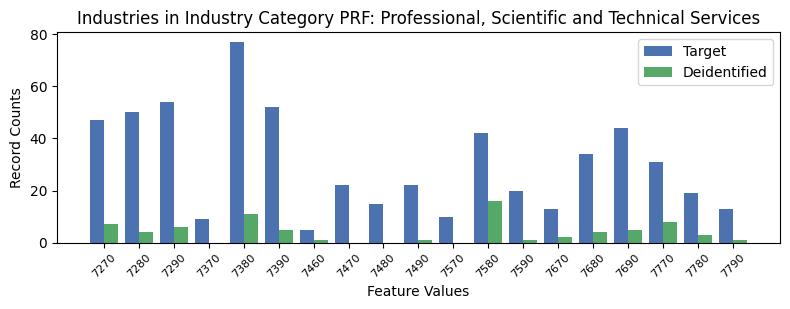 Industries in Industry Category PRF: Professional, Scientific and Technical Services
Target
Deidentified
Record Counts
80
60
40
20
0
7270 7280 7290 7370 7380 7390 7460 7470 7480 7490 7570 7580 7590 7670 7680 7690 7770 7780 7790
Feature Values